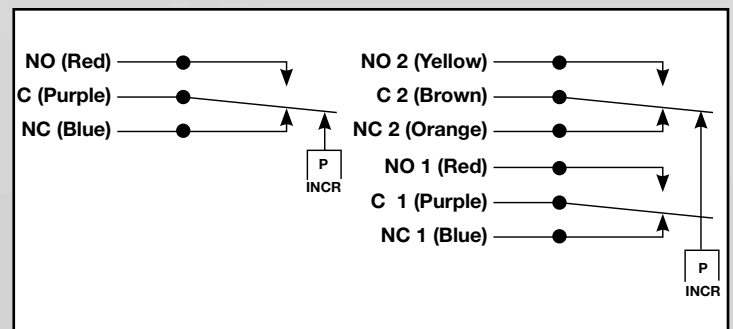 NO (Red)
C (Purple)
NC (Blue)
P
INCR
NO 2 (Yellow)
C 2 (Brown)
NC 2 (Orange)
NO 1 (Red)
C 1 (Purple)
NC 1 (Blue)
P
INCR